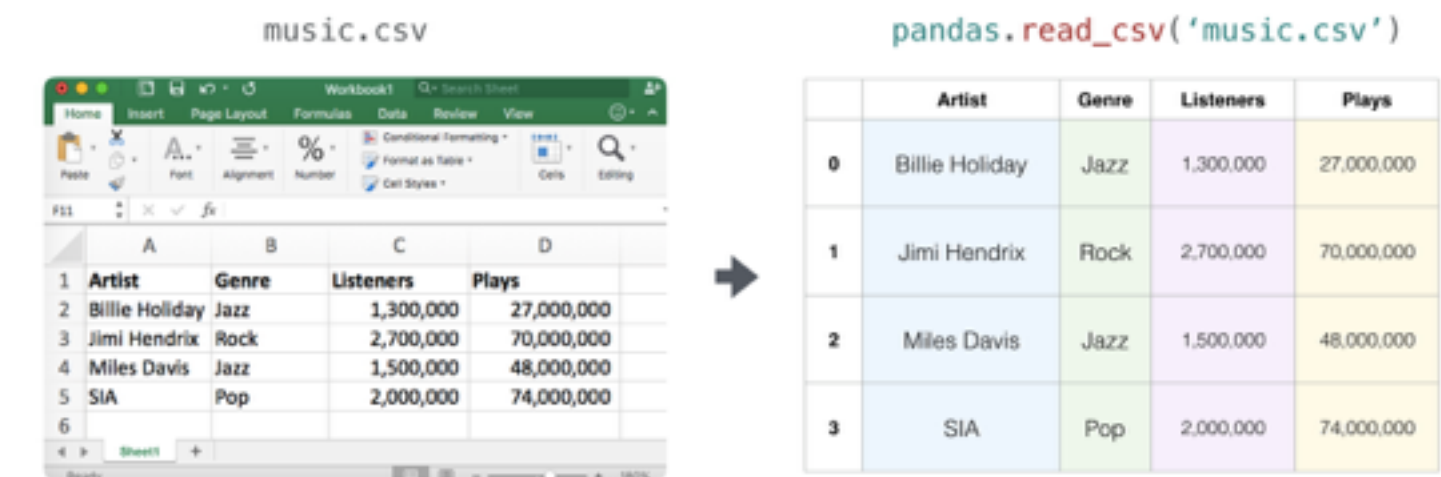 music.csv
pandas.read_csv(‘music.csv’)
Workbook1
Search Sheet
Home Insert Page Layout Formulas Data Review View
Conditional Formatting
Format as Table
Cell Styles
Paste Font Alignment Number Cells Editing
F11 fx
A B C D
1 Artist Genre Listeners Plays
2 Billie Holiday Jazz 1,300,000 27,000,000
3 Jimi Hendrix Rock 2,700,000 70,000,000
4 Miles Davis Jazz 1,500,000 48,000,000
5 SIA Pop 2,000,000 74,000,000
6
Sheet1 +
Artist Genre Listeners Plays
0 Billie Holiday Jazz 1,300,000 27,000,000
1 Jimi Hendrix Rock 2,700,000 70,000,000
2 Miles Davis Jazz 1,500,000 48,000,000
3 SIA Pop 2,000,000 74,000,000